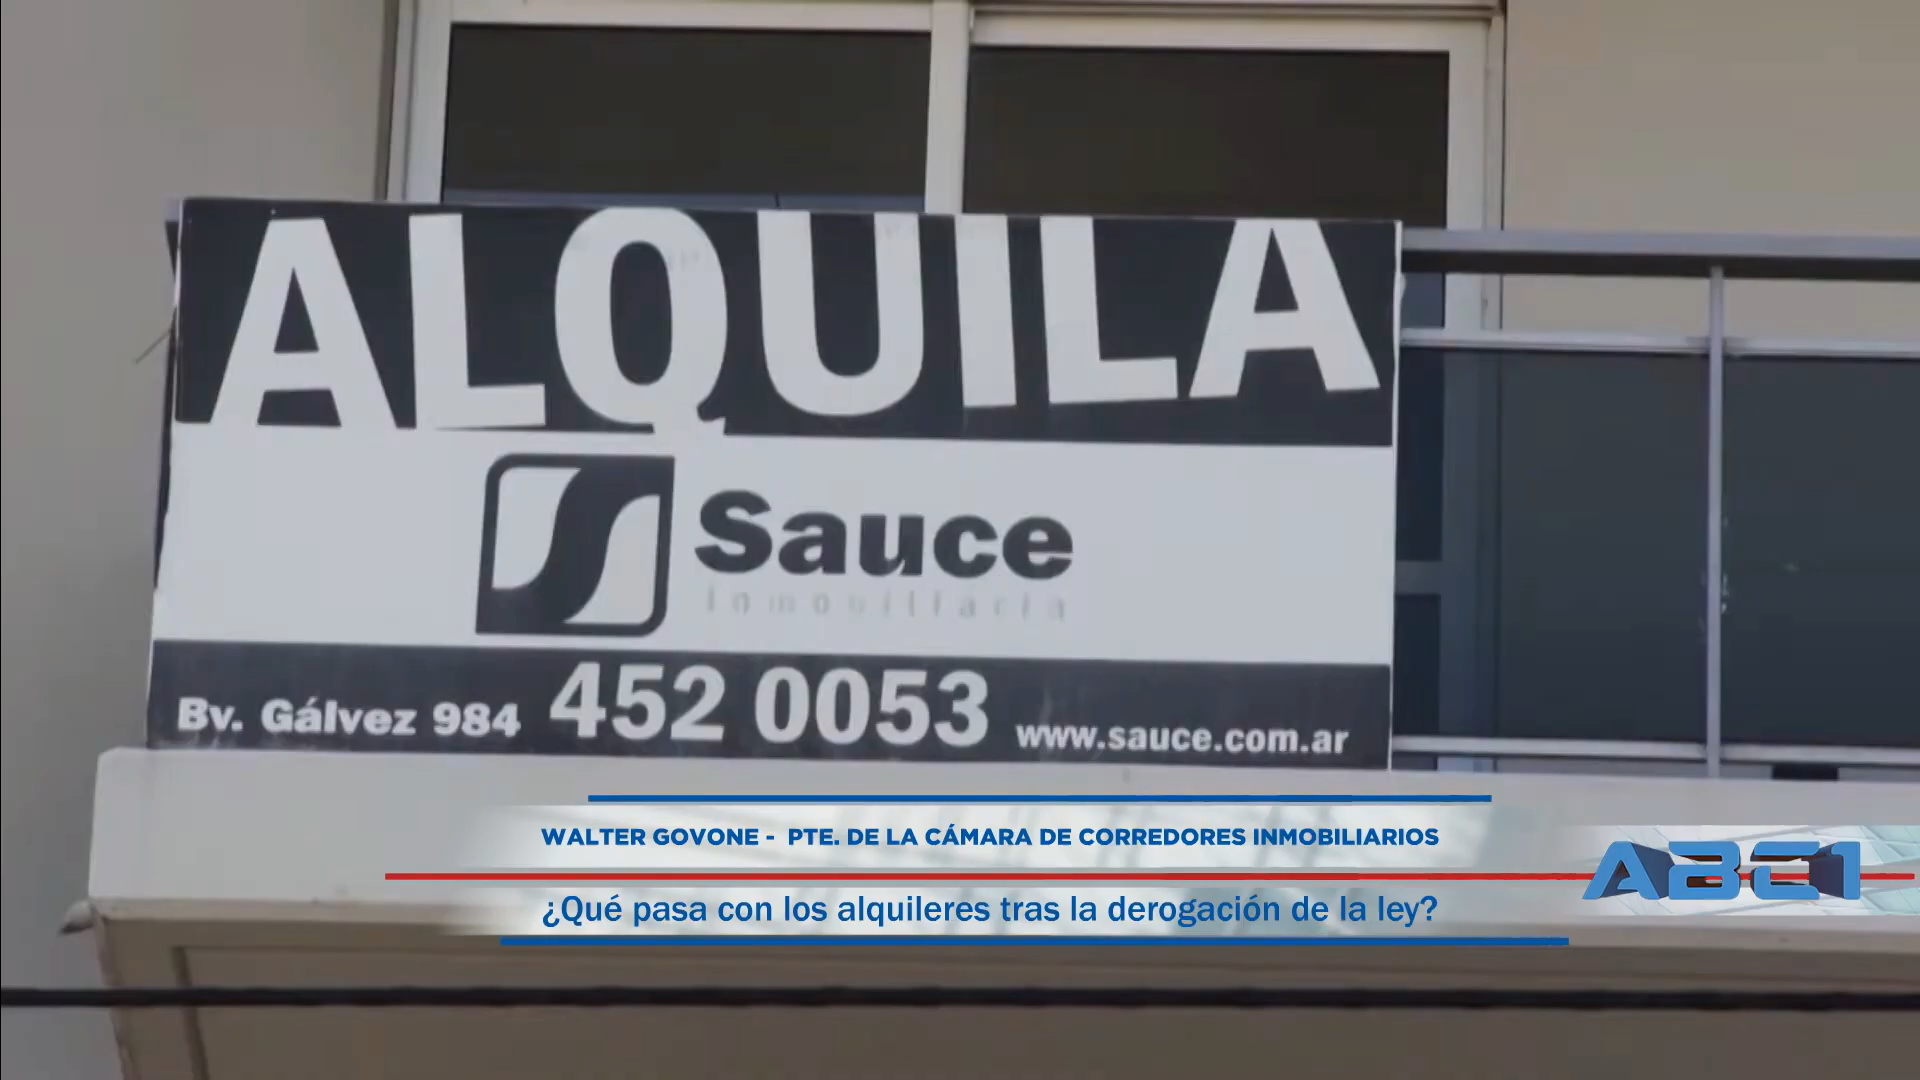 ALQUILA
Sauce
Inmobiliaria
Bv. Gálvez 984 452 0053 www.sauce.com.ar
WALTER GOVONE - PTE. DE LA CÁMARA DE CORREDORES INMOBILIARIOS
¿Qué pasa con los alquileres tras la derogación de la ley?
ABC1